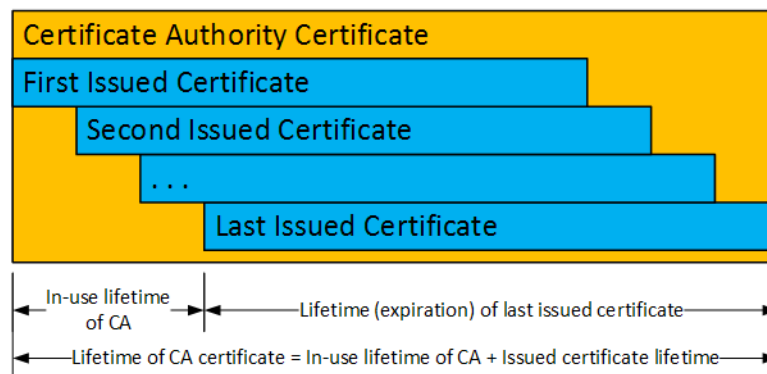 Certificate Authority Certificate
First Issued Certificate
Second Issued Certificate
. . .
Last Issued Certificate
In-use lifetime
of CA
Lifetime (expiration) of last issued certificate
Lifetime of CA certificate = In-use lifetime of CA + Issued certificate lifetime